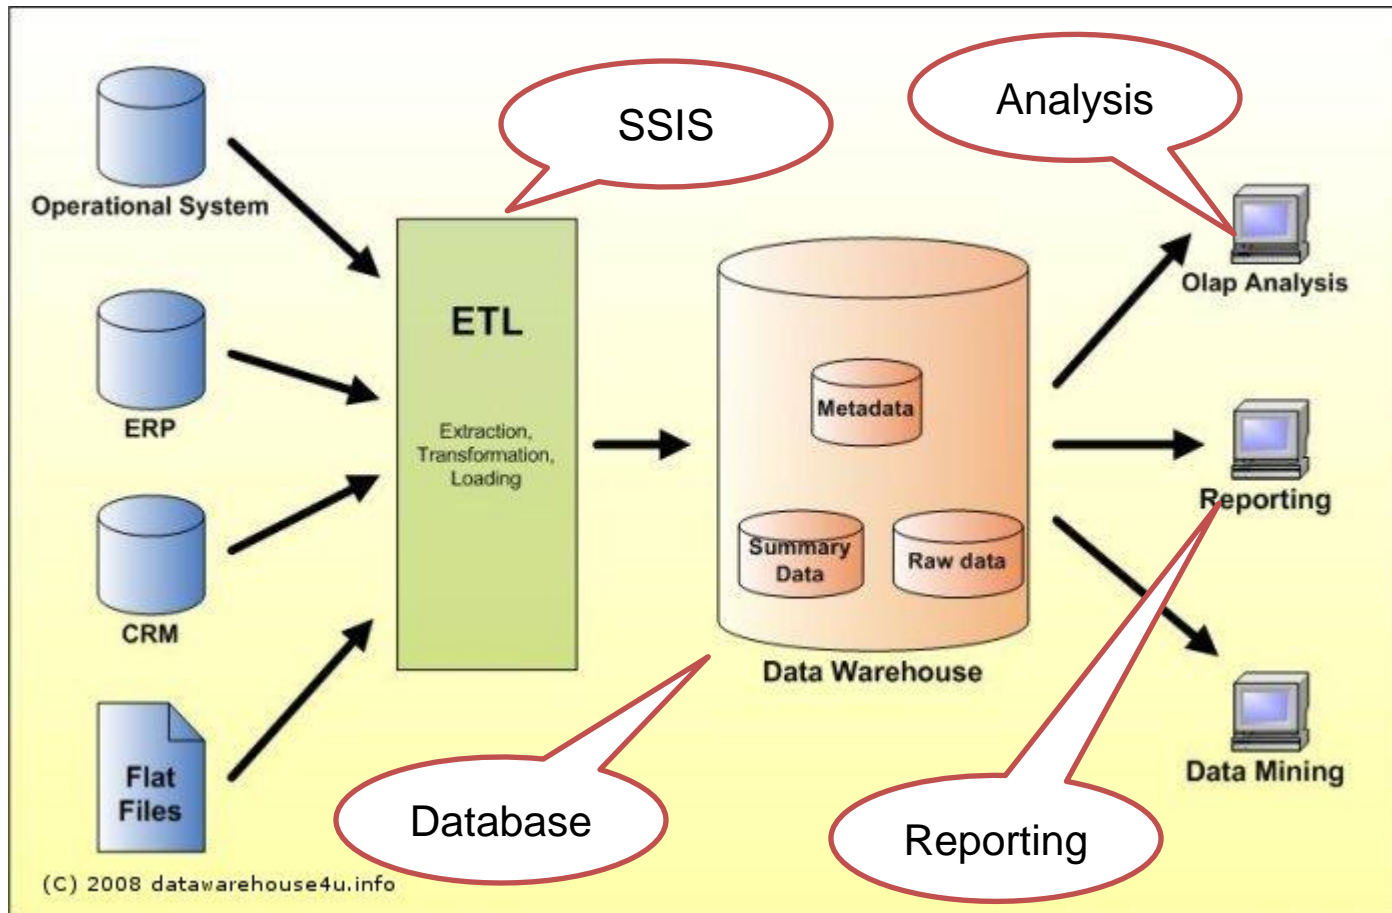 SSIS
Analysis
Operational System
ETL
Extraction,
Transformation,
Loading
ERP
CRM
Flat
Files
Metadata
Summary
Data
Raw data
Data Warehouse
Olap Analysis
Reporting
Data Mining
Database
Reporting
(C) 2008 datawarehouse4u.info